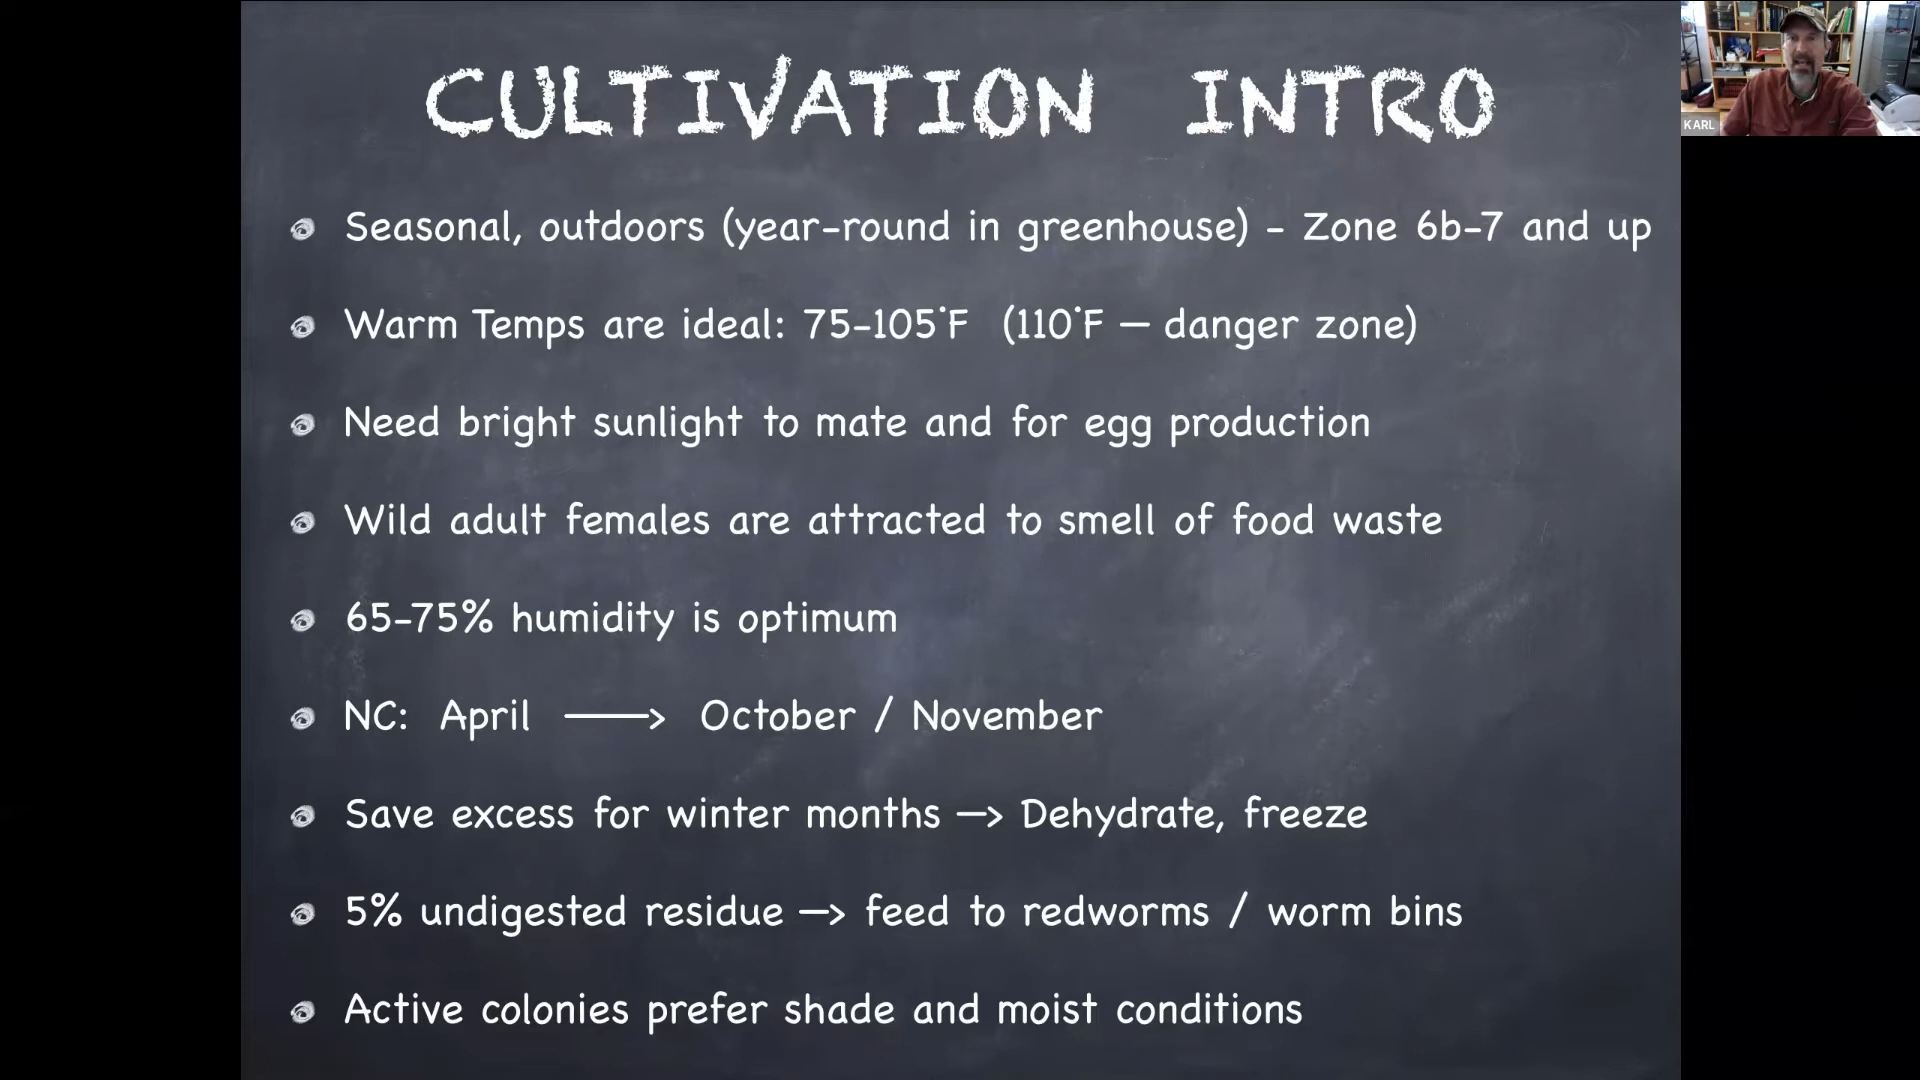 CULTIVATION INTRO
KARL
Seasonal, outdoors (year-round in greenhouse) - Zone 6b-7 and up
Warm Temps are ideal: 75-105°F (110°F — danger zone)
Need bright sunlight to mate and for egg production
Wild adult females are attracted to smell of food waste
65-75% humidity is optimum
NC: April ⟶ October / November
Save excess for winter months —> Dehydrate, freeze
5% undigested residue —> feed to redworms / worm bins
Active colonies prefer shade and moist conditions